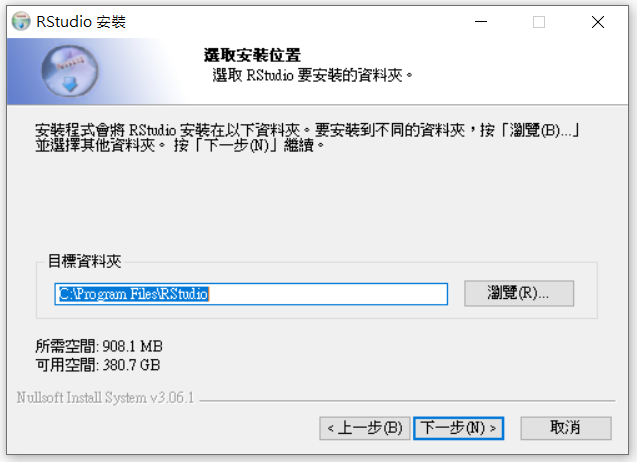 RStudio 安裝
選取安裝位置
選取 RStudio 要安裝的資料夾。
安裝程式會將 RStudio 安裝在以下資料夾。要安裝到不同的資料夾，按「瀏覽(B)...」
並選擇其他資料夾。 按「下一步(N)」繼續。
目標資料夾
C:\Program Files\RStudio
瀏覽(R)...
所需空間: 908.1 MB
可用空間: 380.7 GB
Nullsoft Install System v3.06.1
< 上一步(B)
下一步(N) >
取消